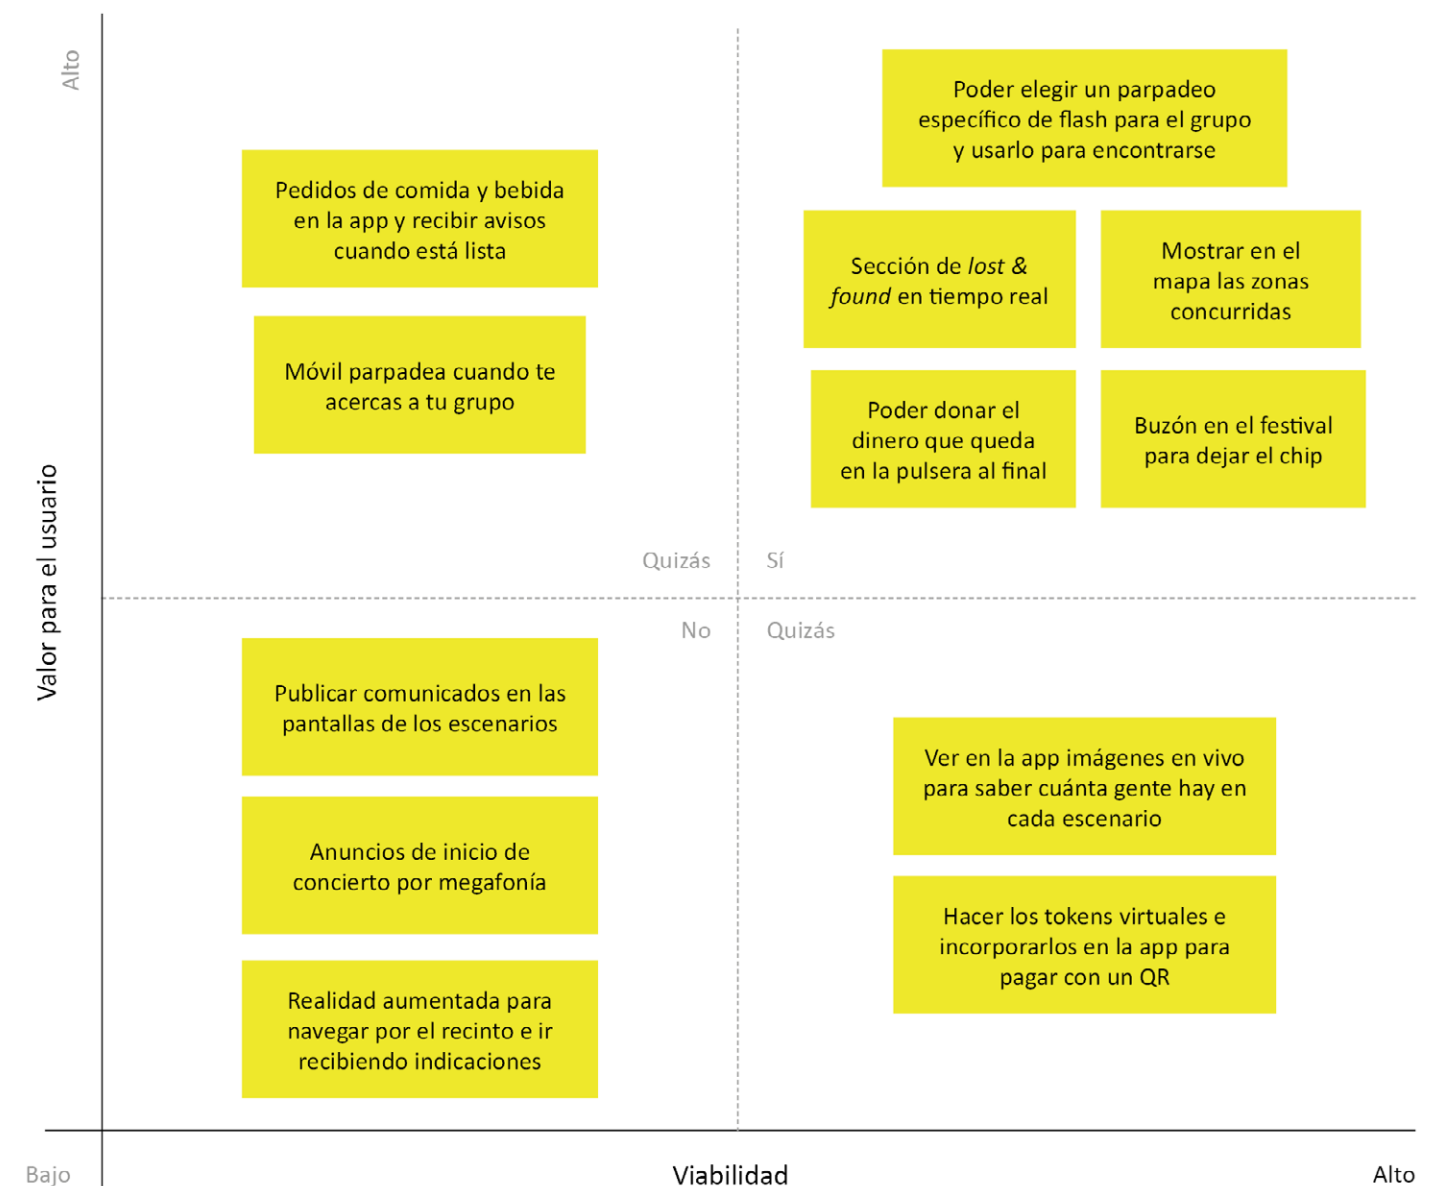 Alto
Poder elegir un parpadeo
específico de flash para el grupo
y usarlo para encontrarse
Pedidos de comida y bebida
en la app y recibir avisos
cuando está lista
Sección de lost &
found en tiempo real
Mostrar en el
mapa las zonas
concurridas
Móvil parpadea cuando te
acercas a tu grupo
Poder donar el
dinero que queda
en la pulsera al final
Buzón en el festival
para dejar el chip
Valor para el usuario
Quizás
Sí
No
Quizás
Publicar comunicados en las
pantallas de los escenarios
Ver en la app imágenes en vivo
para saber cuánta gente hay en
cada escenario
Anuncios de inicio de
concierto por megafonía
Hacer los tokens virtuales e
incorporarlos en la app para
pagar con un QR
Realidad aumentada para
navegar por el recinto e ir
recibiendo indicaciones
Bajo
Viabilidad
Alto